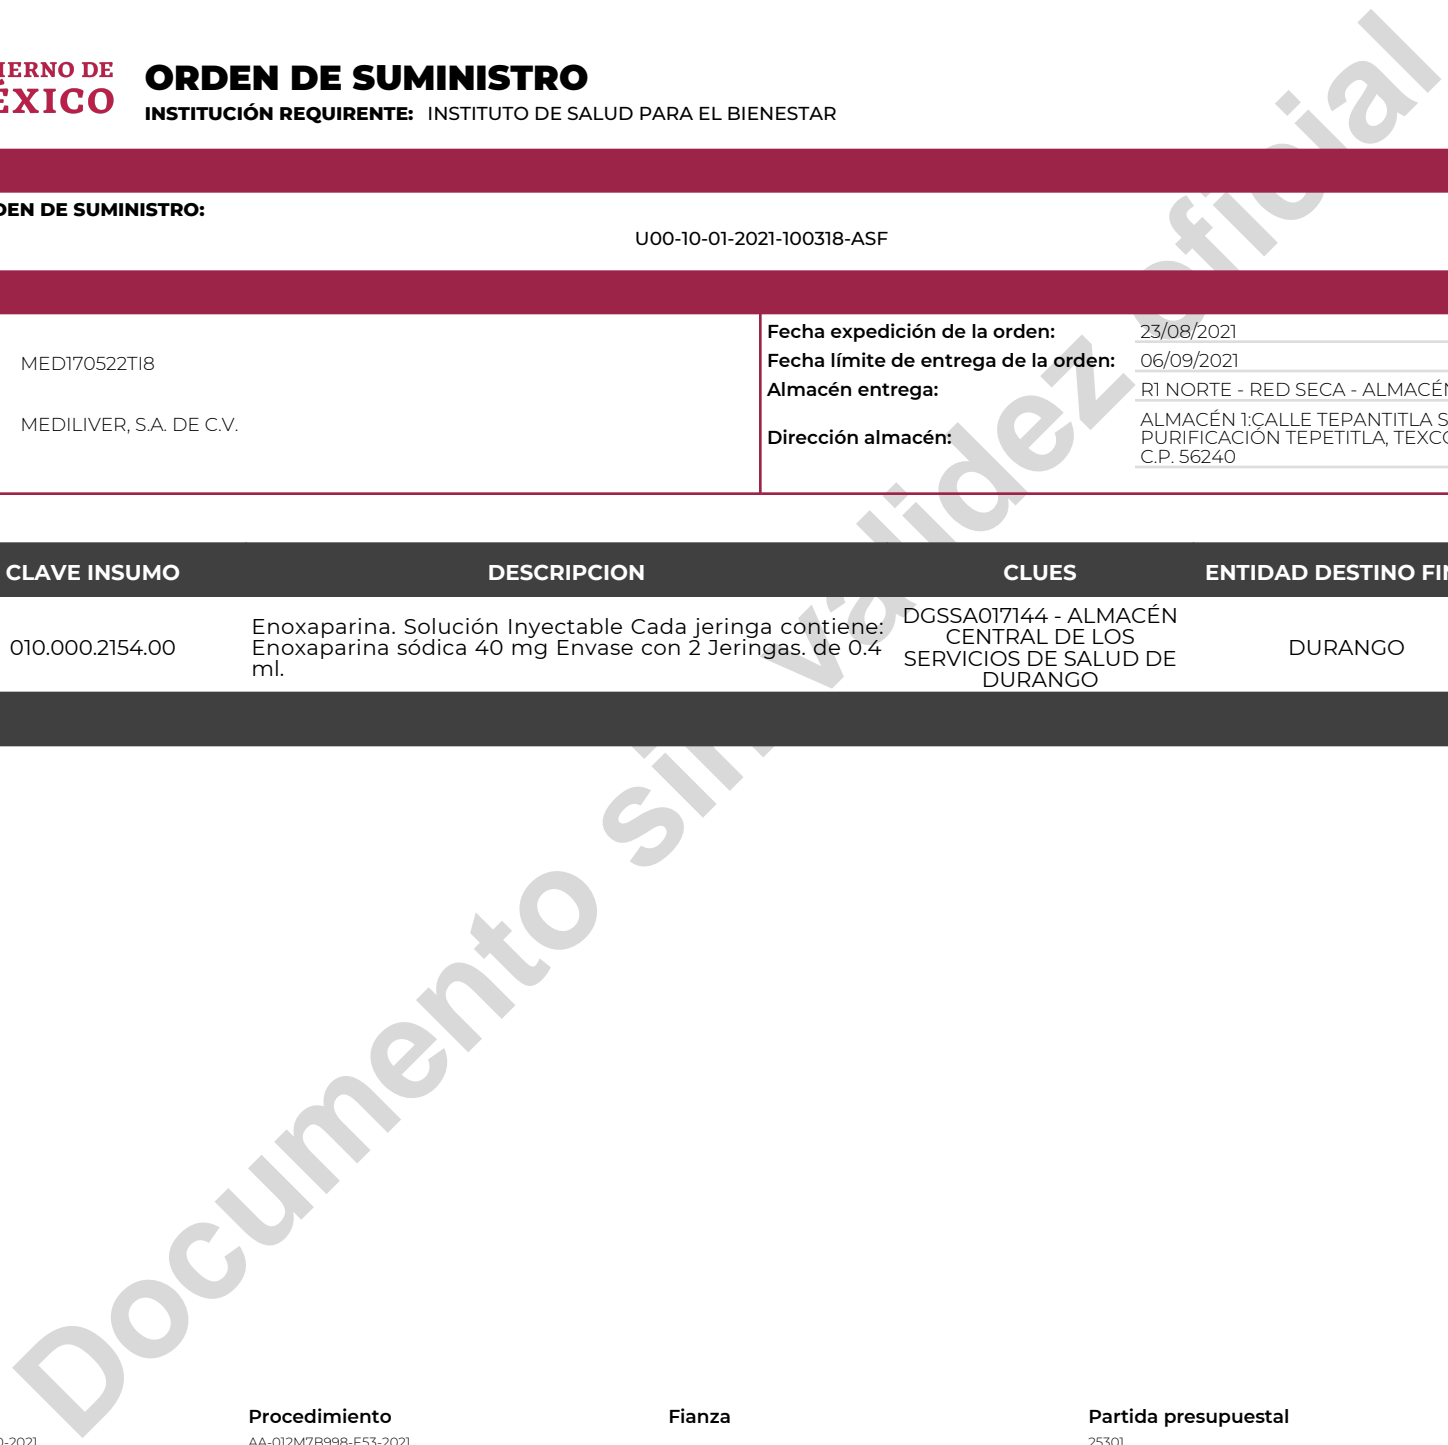 IERNO DE
ÉXICO
ORDEN DE SUMINISTRO
INSTITUCIÓN REQUIRENTE: INSTITUTO DE SALUD PARA EL BIENESTAR
DEN DE SUMINISTRO:
U00-10-01-2021-100318-ASF
MED170522TI8
MEDILIVER, S.A. DE C.V.
Fecha expedición de la orden: 23/08/2021
Fecha límite de entrega de la orden: 06/09/2021
Almacén entrega: R1 NORTE - RED SECA - ALMACÉN
Dirección almacén: ALMACÉN 1:CALLE TEPANTITLA S
PURIFICACIÓN TEPETITLA, TEXCO
C.P. 56240
CLAVE INSUMO DESCRIPCION CLUES ENTIDAD DESTINO FIN
010.000.2154.00
Enoxaparina. Solución Inyectable Cada jeringa contiene:
Enoxaparina sódica 40 mg Envase con 2 Jeringas. de 0.4
ml.
DGSSA017144 - ALMACÉN
CENTRAL DE LOS
SERVICIOS DE SALUD DE
DURANGO
DURANGO
Documento sin validez oficial
Procedimiento Fianza Partida presupuestal
0-2021 AA-012M7B998-E53-2021 25301